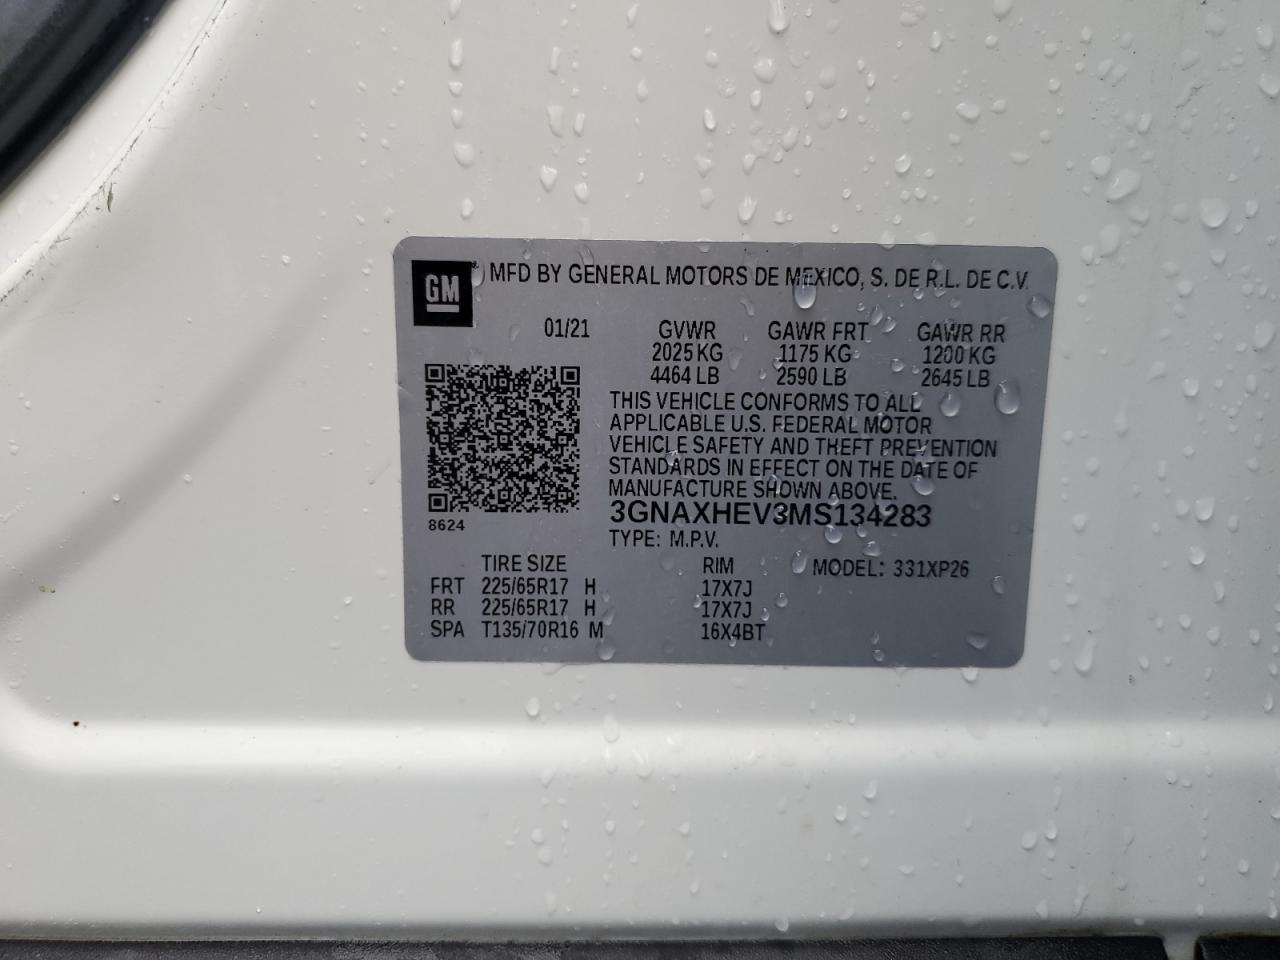 GM MFD BY GENERAL MOTORS DE MEXICO, S. DE R.L. DE C.V.
01/21 GVWR GAWR FRT GAWR RR
2025 KG 1175 KG 1200 KG
4464 LB 2590 LB 2645 LB
THIS VEHICLE CONFORMS TO ALL
APPLICABLE U.S. FEDERAL MOTOR
VEHICLE SAFETY AND THEFT PREVENTION
STANDARDS IN EFFECT ON THE DATE OF
MANUFACTURE SHOWN ABOVE.
8624 3GNAXHEV3MS134283
TYPE: M.P.V.
TIRE SIZE RIM MODEL: 331XP26
FRT 225/65R17 H 17X7J
RR 225/65R17 H 17X7J
SPA T135/70R16 M 16X4BT